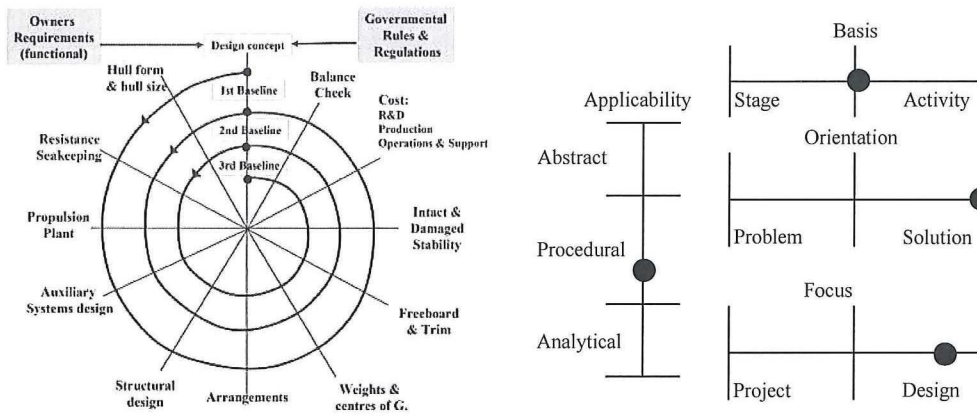 Owners
Requirements
(functional)
Governmental
Rules &
Regulations
Design concept
Hull form
& hull size
1st Baseline
Balance
Check
2nd Baseline
Cost:
R&D
Production
Operations & Support
3rd Baseline
Resistance
Seakeeping
Propulsion
Plant
Intact &
Damaged
Stability
Auxiliary
Systems design
Freeboard
& Trim
Structural
design
Arrangements
Weights &
centres of G.
Applicability
Abstract
Procedural
Analytical
Basis
Stage Activity
Orientation
Problem Solution
Focus
Project Design